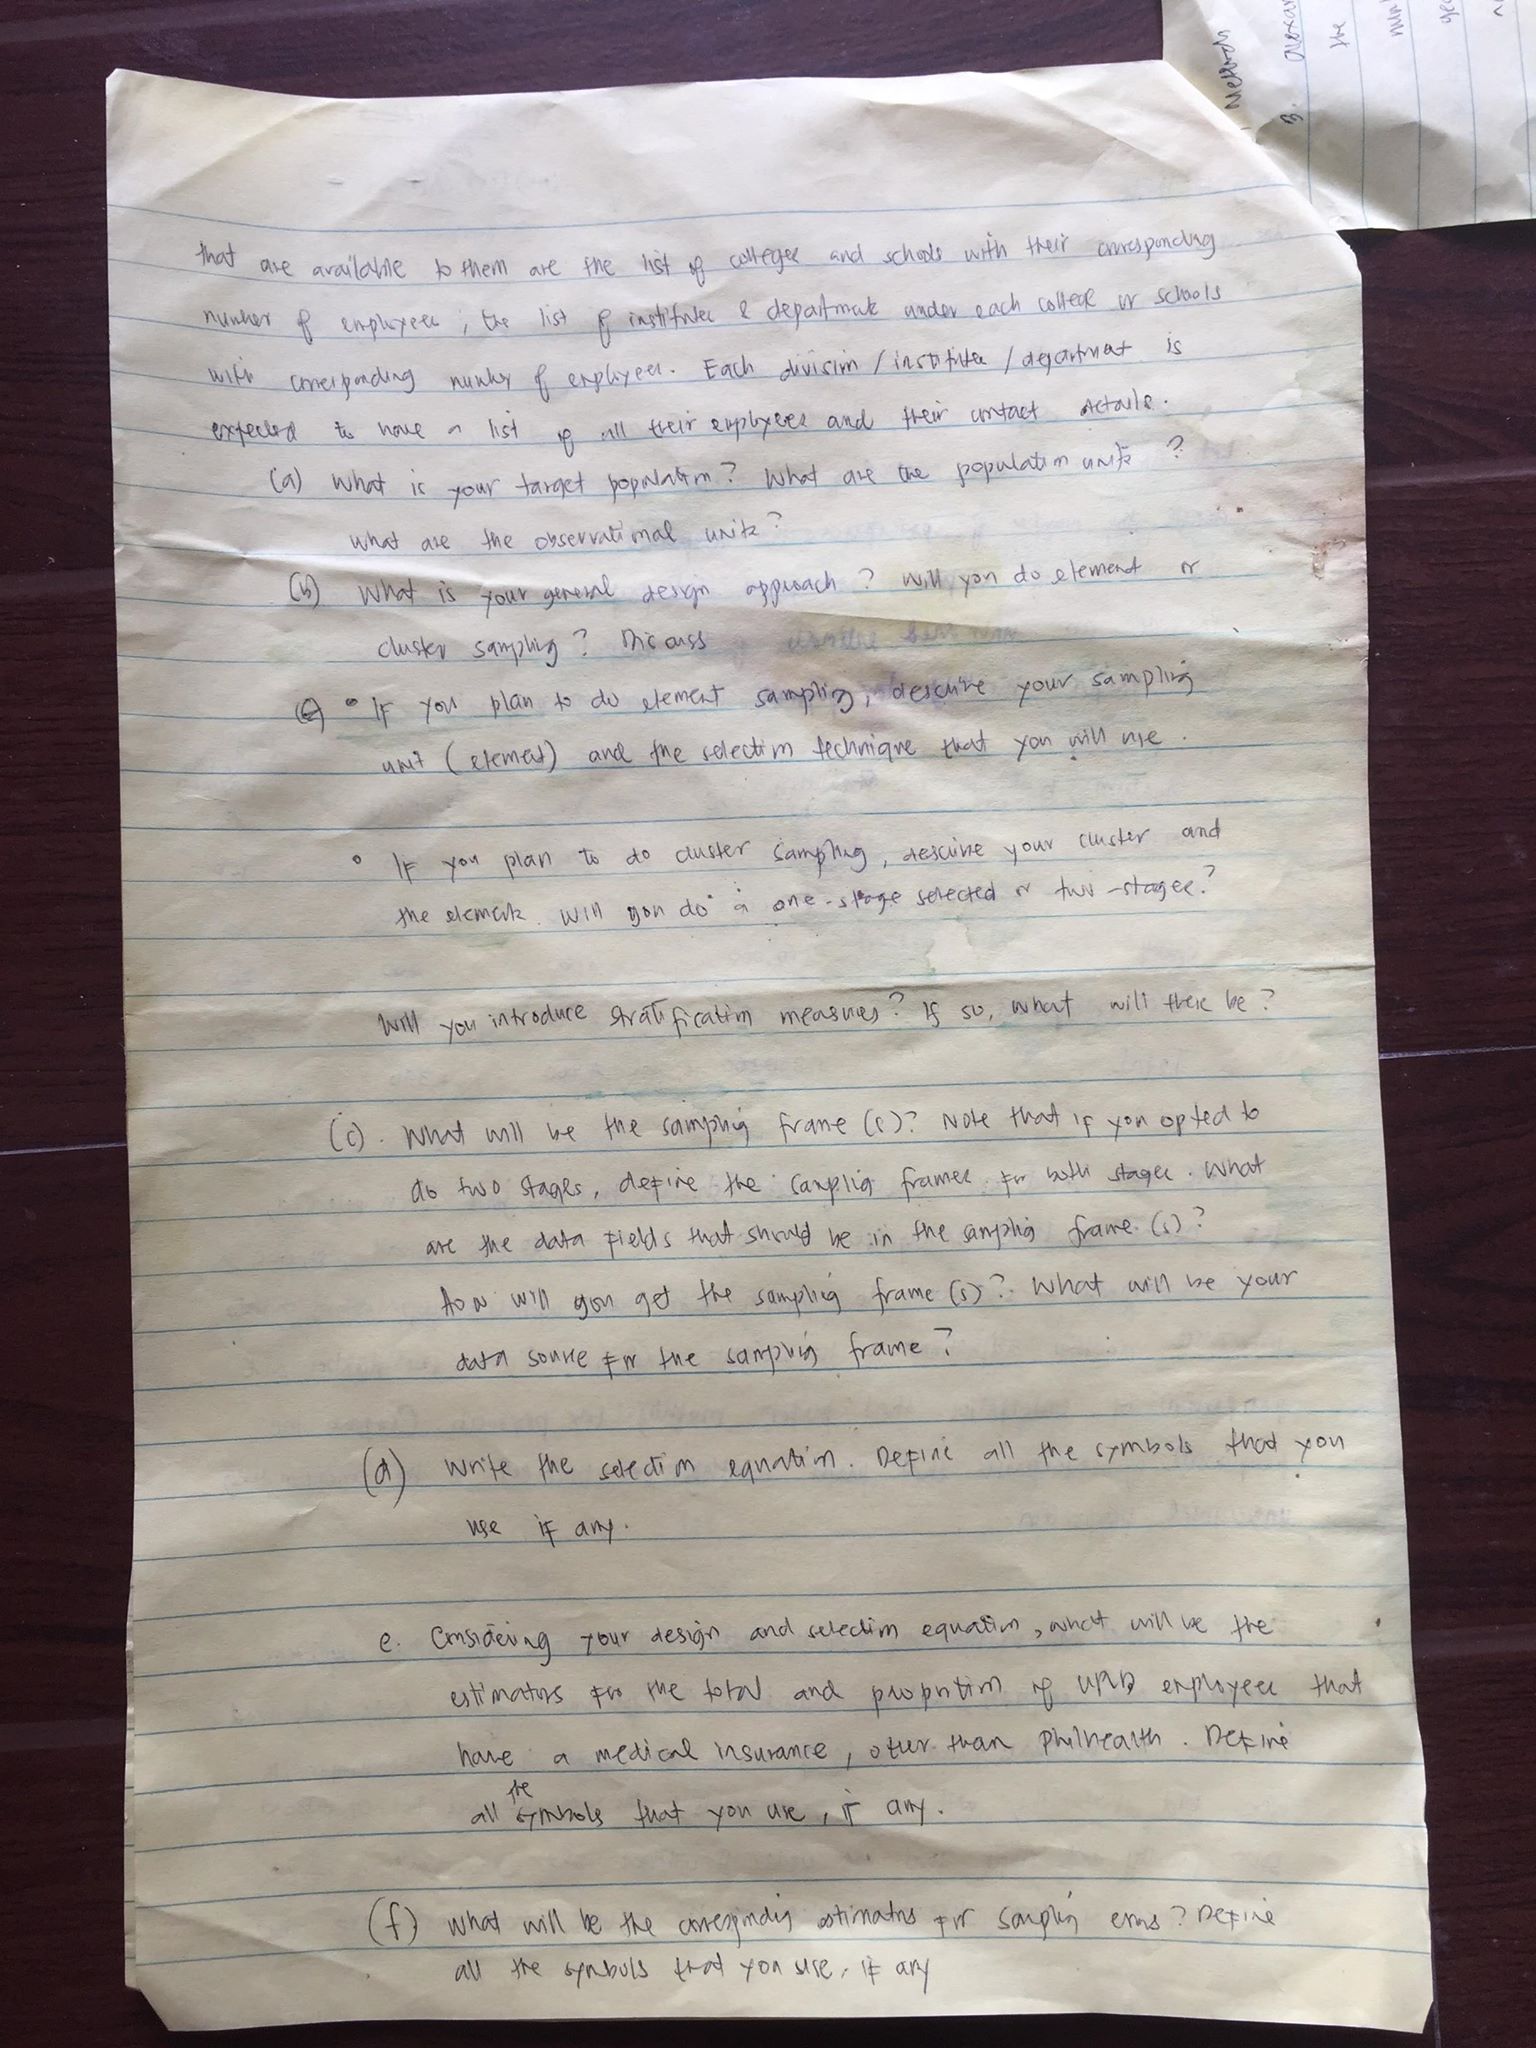 that are available to them are the list of colleges and schools with their corresponding
number of employees, the list of institutes & departments under each college or schools
with corresponding number of employees. Each division / institutes / department is
expected to have a list of all their employees and their contact details.
(a) What is your target population? What are the population units?
what are the observational units?
(b) What is your general design approach? Will you do element or
cluster sampling? Discuss
• If you plan to do element sampling, describe your sampling
unit (element) and the selection technique that you will use.
• If you plan to do cluster sampling, describe your cluster and
the elements. Will you do a one-stage selected or two-stages?
Will you introduce stratification measures? If so, what will there be?
(c). What will be the sampling frame (s)? Note that if you opted to
do two stages, define the sampling frames for both stages. What
are the data fields that should be in the sampling frame (s)?
How will you get the sampling frame (s)? What will be your
data source for the sampling frame?
(d) Write the selection equation. Define all the symbols that you
use if any.
e. Considering your design and selection equation, what will be the
estimators for the total and proportion of UPLB employees that
have a medical insurance, other than Philhealth. Define
all the symbols that you use, if any.
(f) What will be the corresponding estimators for sampling errors? Define
all the symbols that you use, if any
Methods
3.
the